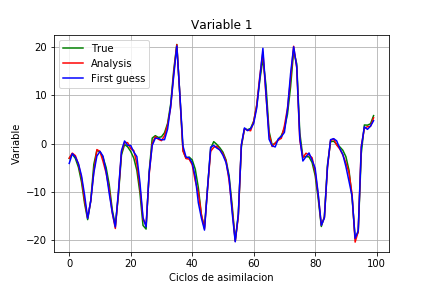 Variable 1
True
Analysis
First guess
Variable
20
10
0
−10
−20
0
20
40
60
80
100
Ciclos de asimilacion